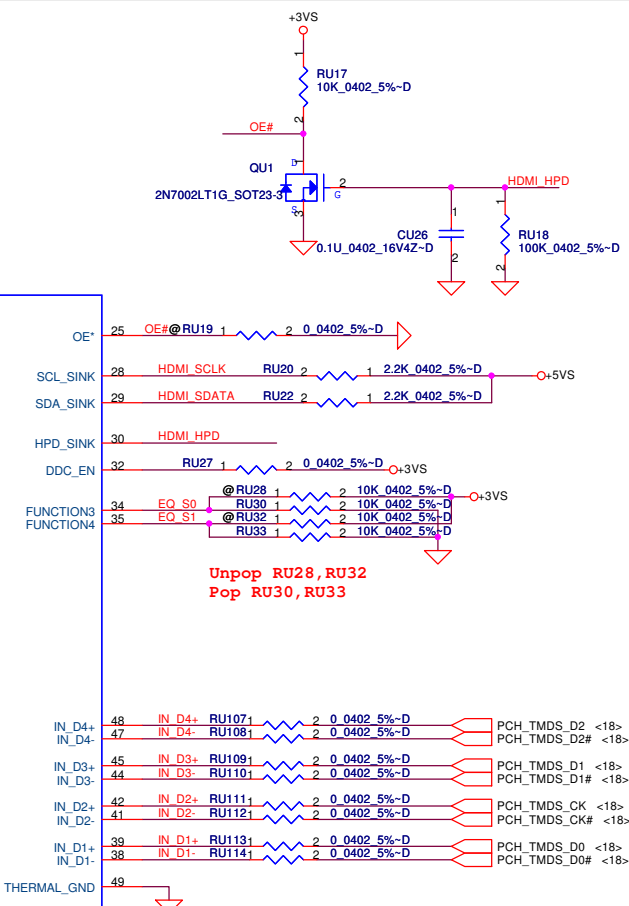 +3VS
1
RU17
10K_0402_5%~D
2
OE#
QU1
D 1
2N7002LT1G_SOT23-3
2
G
S 3
HDMI_HPD
1
CU26
0.1U_0402_16V4Z~D
2
1
RU18
100K_0402_5%~D
2
OE* 25 OE# @ RU19 1 2 0_0402_5%~D
SCL_SINK 28 HDMI_SCLK RU20 2 1 2.2K_0402_5%~D +5VS
SDA_SINK 29 HDMI_SDATA RU22 2 1 2.2K_0402_5%~D
HPD_SINK 30 HDMI_HPD
DDC_EN 32 RU27 1 2 0_0402_5%~D +3VS
@ RU28 1 2 10K_0402_5%~D +3VS
FUNCTION3 34 EQ_S0 RU30 1 2 10K_0402_5%~D
FUNCTION4 35 EQ_S1 @ RU32 1 2 10K_0402_5%~D
RU33 1 2 10K_0402_5%~D
Unpop RU28,RU32
Pop RU30,RU33
IN_D4+ 48 IN_D4+ RU107 1 2 0_0402_5%~D PCH_TMDS_D2 <18>
IN_D4- 47 IN_D4- RU108 1 2 0_0402_5%~D PCH_TMDS_D2# <18>
IN_D3+ 45 IN_D3+ RU109 1 2 0_0402_5%~D PCH_TMDS_D1 <18>
IN_D3- 44 IN_D3- RU110 1 2 0_0402_5%~D PCH_TMDS_D1# <18>
IN_D2+ 42 IN_D2+ RU111 1 2 0_0402_5%~D PCH_TMDS_CK <18>
IN_D2- 41 IN_D2- RU112 1 2 0_0402_5%~D PCH_TMDS_CK# <18>
IN_D1+ 39 IN_D1+ RU113 1 2 0_0402_5%~D PCH_TMDS_D0 <18>
IN_D1- 38 IN_D1- RU114 1 2 0_0402_5%~D PCH_TMDS_D0# <18>
THERMAL_GND 49